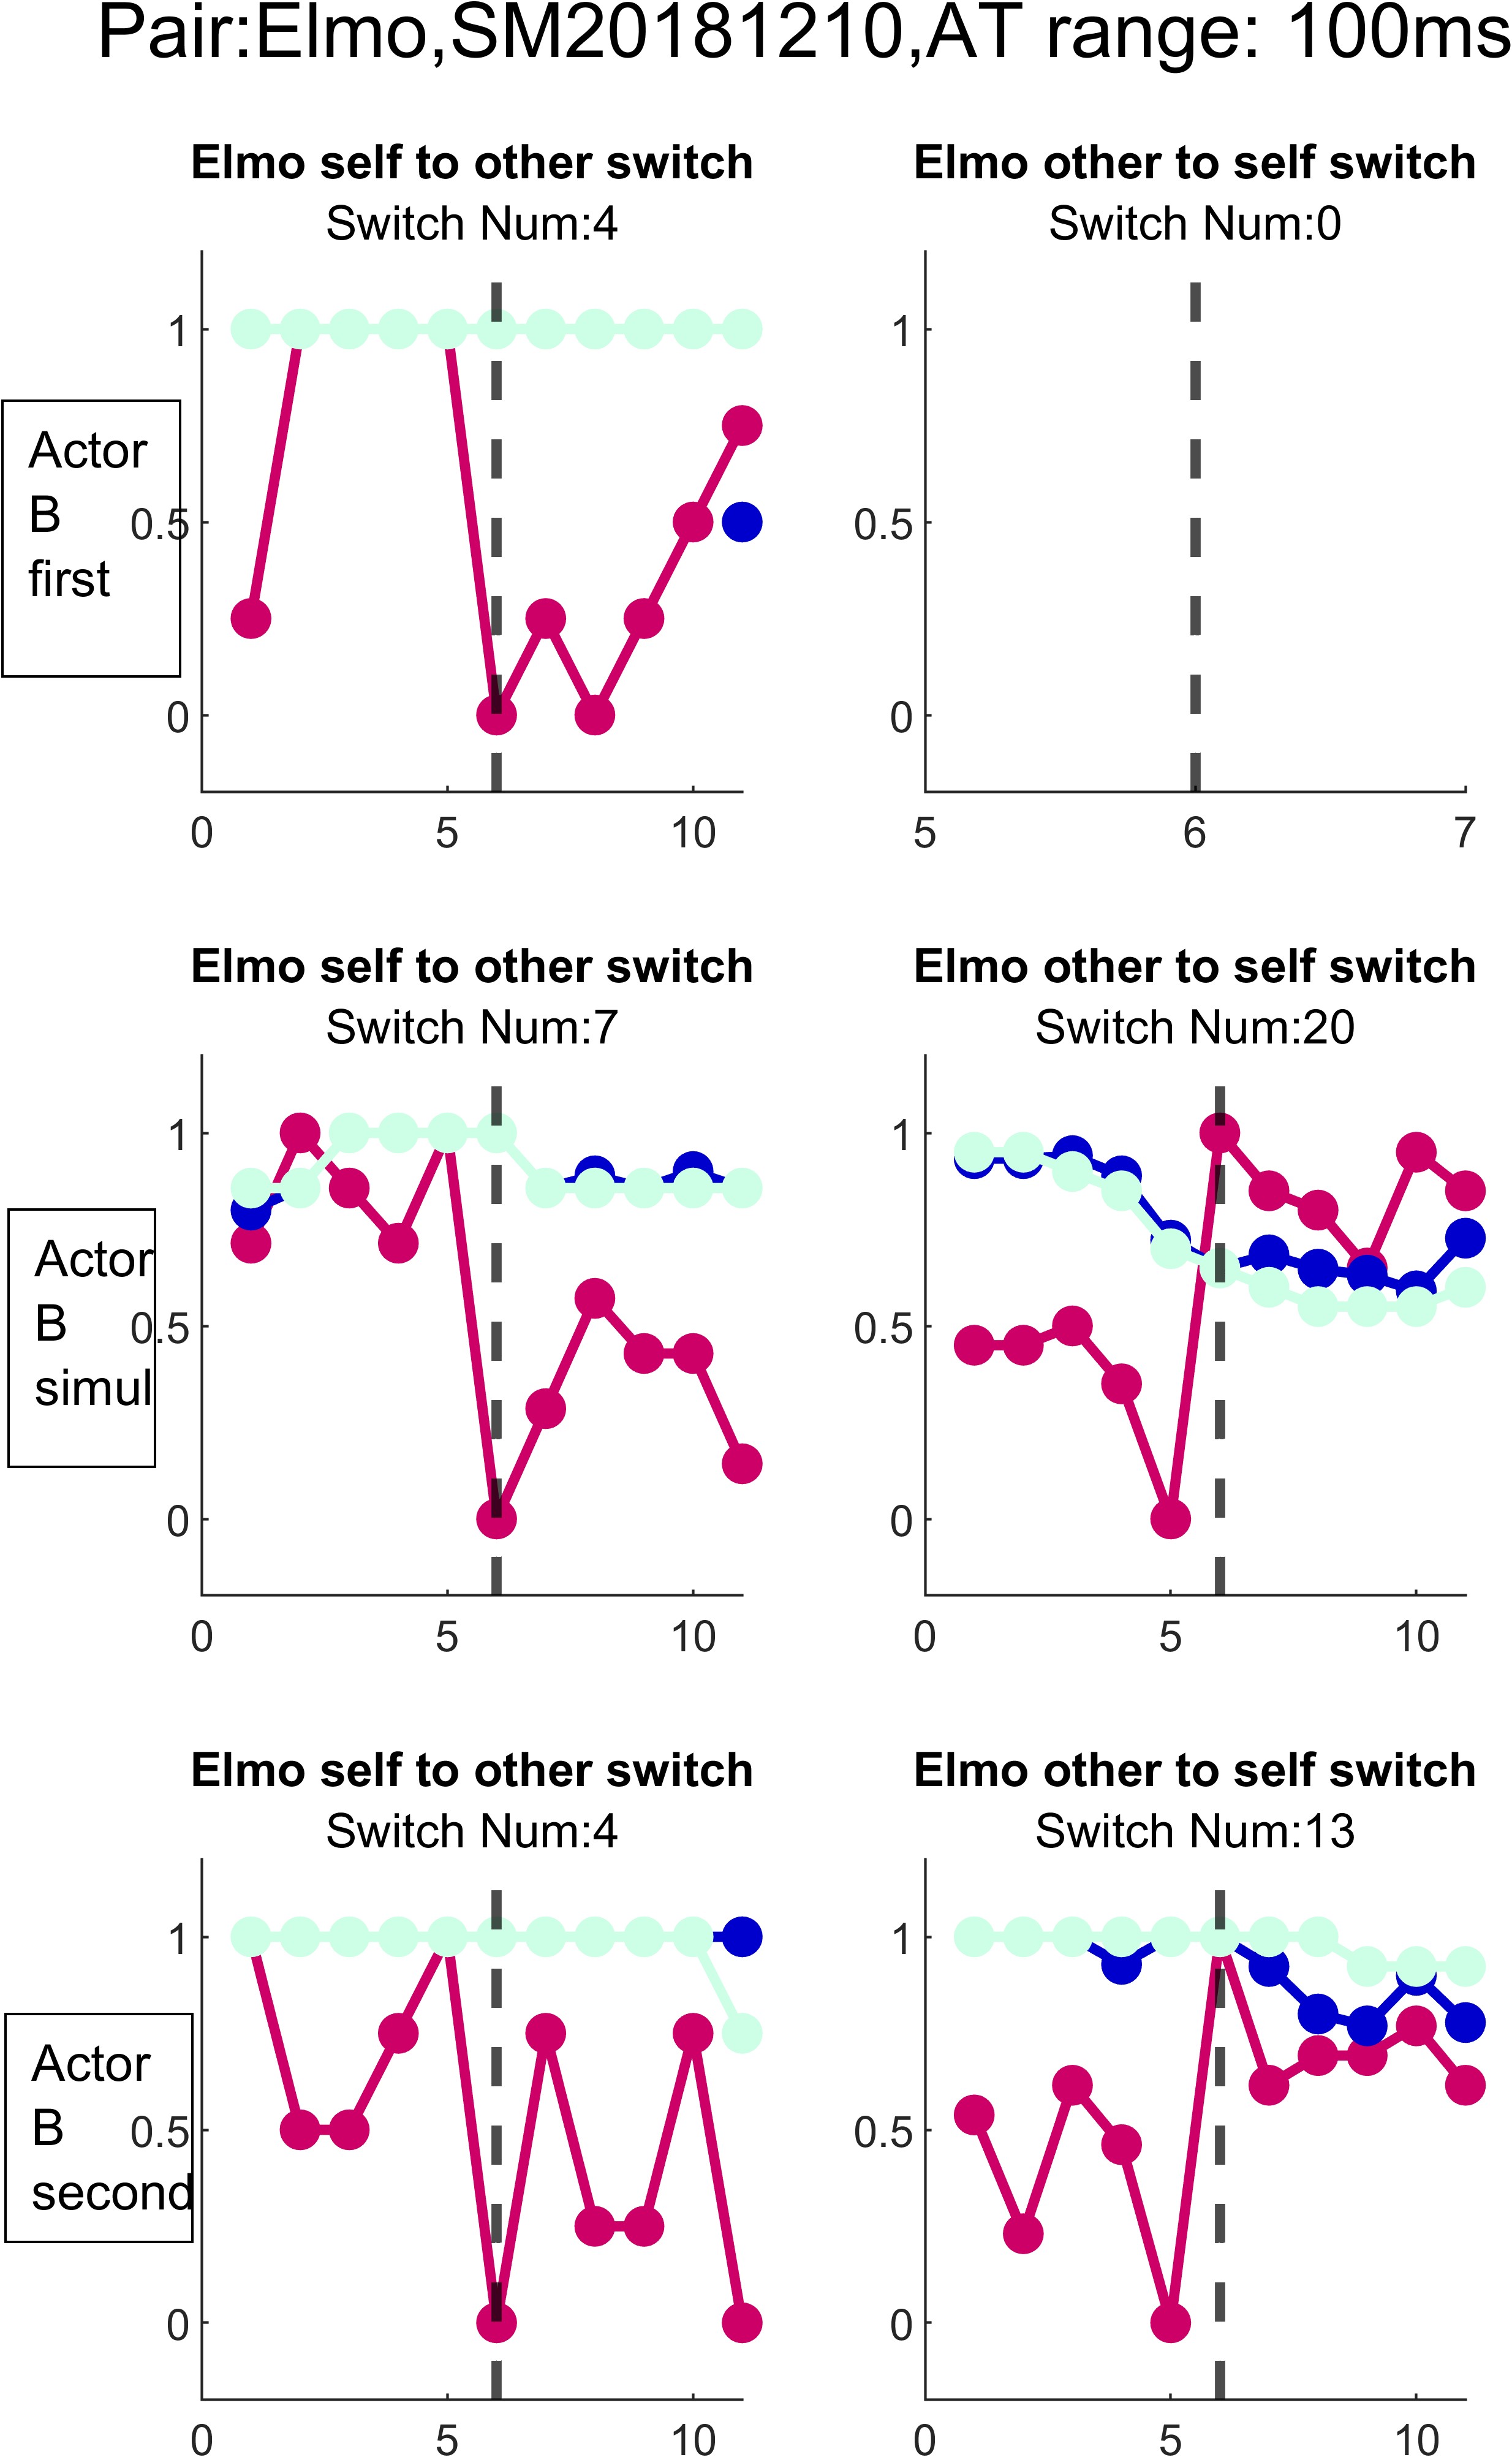 Pair:Elmo,SM20181210,AT range: 100ms
Elmo self to other switch
Switch Num:4
Elmo other to self switch
Switch Num:0
Actor
B
first
1
0.5
0
0
5
10
1
0.5
0
5
6
7
Elmo self to other switch
Switch Num:7
Elmo other to self switch
Switch Num:20
Actor
B
simul
1
0.5
0
0
5
10
1
0.5
0
0
5
10
Elmo self to other switch
Switch Num:4
Elmo other to self switch
Switch Num:13
Actor
B
second
1
0.5
0
0
5
10
1
0.5
0
0
5
10